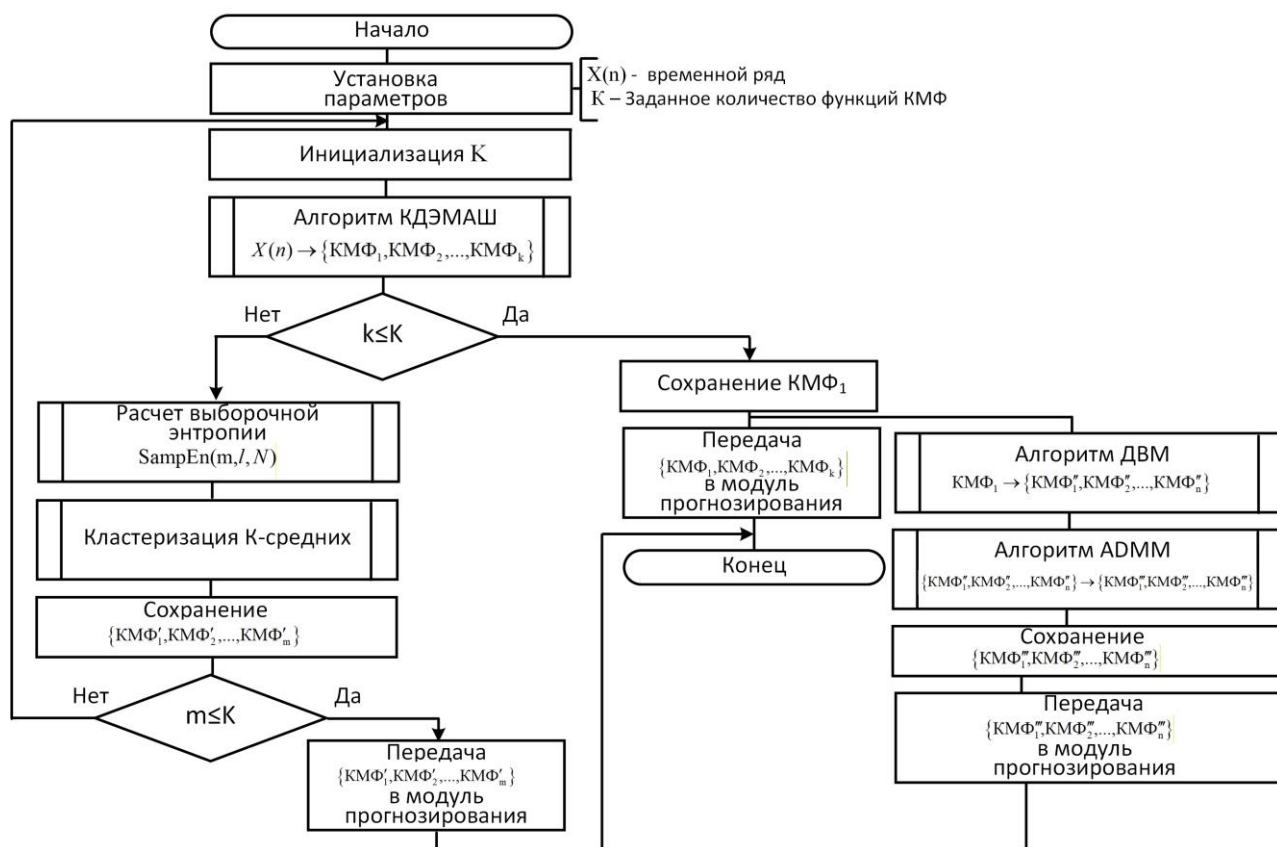 Начало
Установка
параметров
X(n) - временной ряд
К – Заданное количество функций КМФ
Инициализация K
Алгоритм КДЭМАШ
X(n) → {КМФ₁,КМФ₂,...,КМФₖ}
Нет
k≤K
Да
Расчет выборочной
энтропии
SampEn(m,l,N)
Кластеризация К-средних
Сохранение
{КМФ′₁,КМФ′₂,...,КМФ′ₘ}
Нет
m≤K
Да
Передача
{КМФ′₁,КМФ′₂,...,КМФ′ₘ}
в модуль
прогнозирования
Сохранение КМФ₁
Передача
{КМФ₁,КМФ₂,...,КМФₖ}
в модуль
прогнозирования
Конец
Алгоритм ДВМ
КМФ₁ → {КМФ″₁,КМФ″₂,...,КМФ″ₙ}
Алгоритм ADMM
{КМФ″₁,КМФ″₂,...,КМФ″ₙ} → {КМФ‴₁,КМФ‴₂,...,КМФ‴ₙ}
Сохранение
{КМФ‴₁,КМФ‴₂,...,КМФ‴ₙ}
Передача
{КМФ‴₁,КМФ‴₂,...,КМФ‴ₙ}
в модуль
прогнозирования